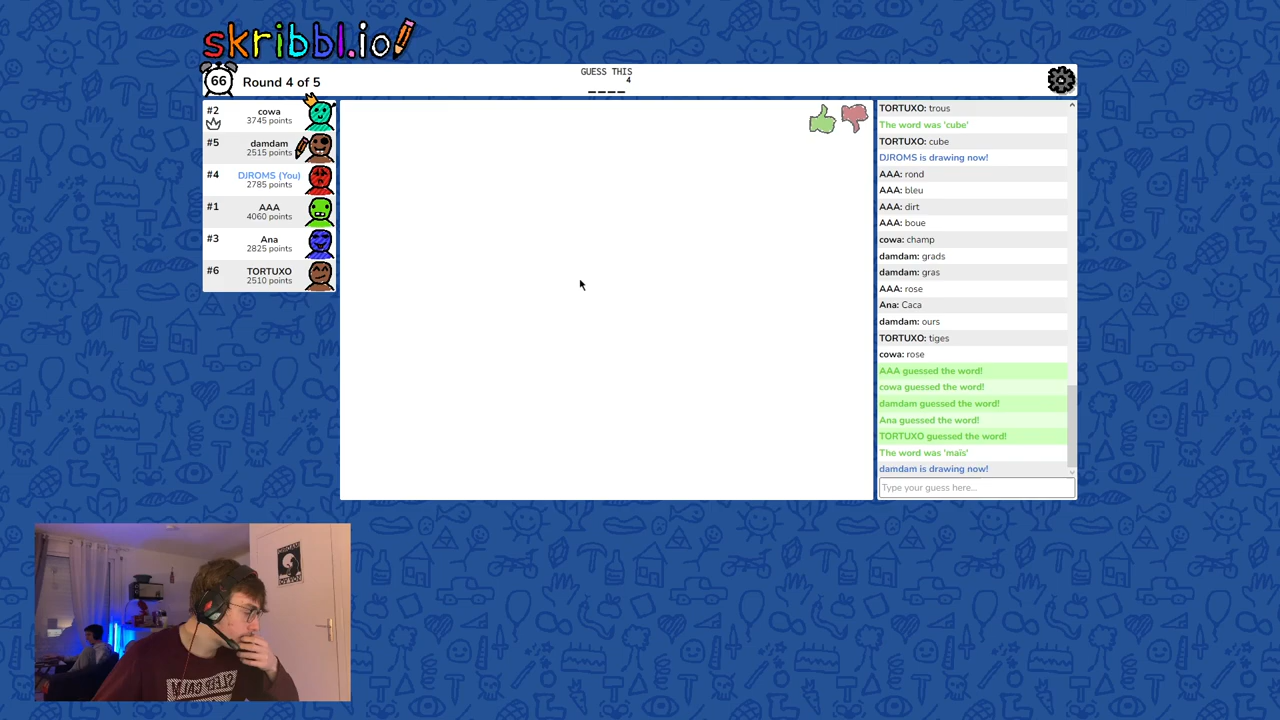 skribbl.io
66
Round 4 of 5
GUESS THIS
4
____
#2
cowa
3745 points
#5
damdam
2515 points
#4
DJROMS (You)
2785 points
#1
AAA
4060 points
#3
Ana
2825 points
#6
TORTUXO
2510 points
TORTUXO: trous
The word was 'cube'
TORTUXO: cube
DJROMS is drawing now!
AAA: rond
AAA: bleu
AAA: dirt
AAA: boue
cowa: champ
damdam: grads
damdam: gras
AAA: rose
Ana: Caca
damdam: ours
TORTUXO: tiges
cowa: rose
AAA guessed the word!
cowa guessed the word!
damdam guessed the word!
Ana guessed the word!
TORTUXO guessed the word!
The word was 'maïs'
damdam is drawing now!
Type your guess here...